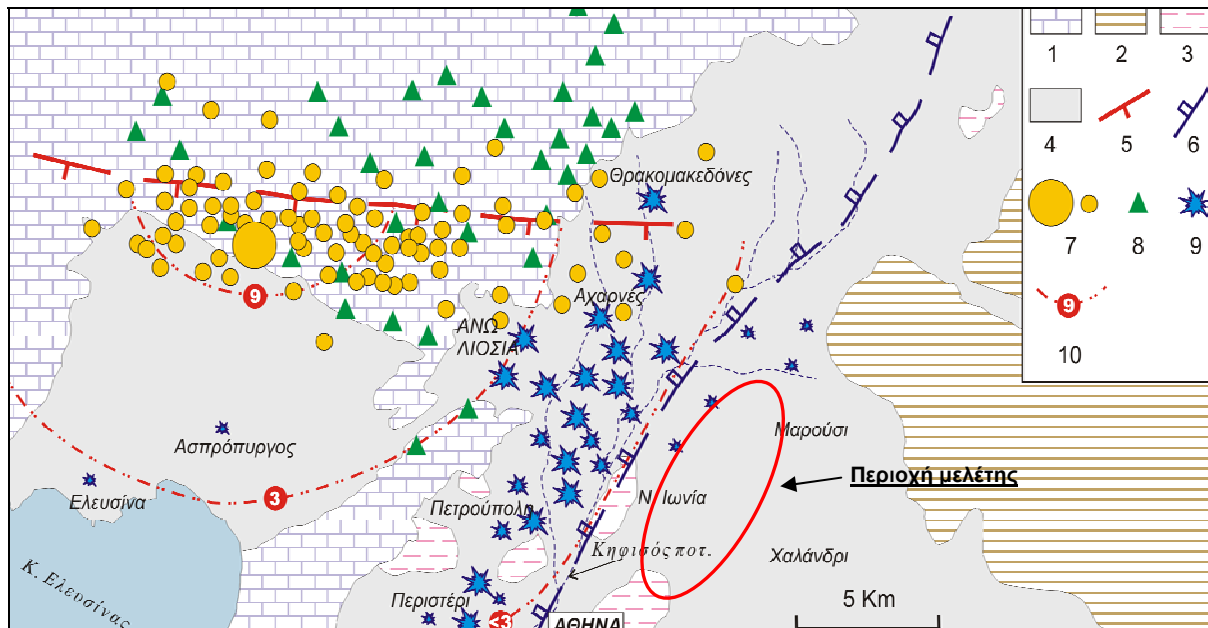 1 2 3
4 5 6
7 8 9
9
10
Θρακομακεδόνες
Αχαρνές
9
ΑΝΩ
ΛΙΟΣΙΑ
Μαρούσι
Ασπρόπυργος
Περιοχή μελέτης
3
Ελευσίνα
Ν. Ιωνία
Πετρούπολη
Κηφισός ποτ.
Χαλάνδρι
Κ. Ελευσίνας
Περιστέρι
5 Km
<3
ΑΘΗΝΑ